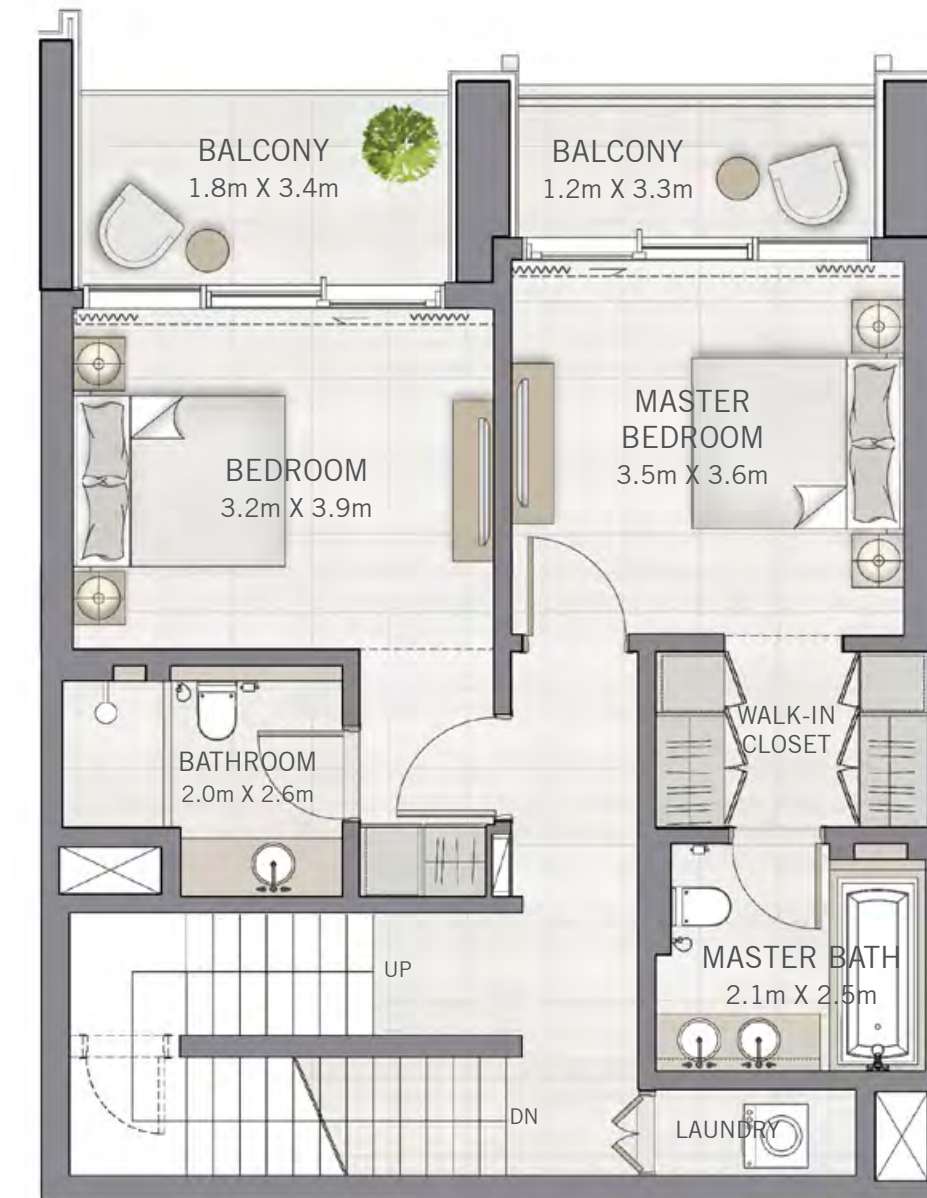 BALCONY
1.8m X 3.4m
BALCONY
1.2m X 3.3m
MASTER
BEDROOM
3.5m X 3.6m
BEDROOM
3.2m X 3.9m
WALK-IN
CLOSET
BATHROOM
2.0m X 2.6m
MASTER BATH
2.1m X 2.5m
UP
DN
LAUNDRY